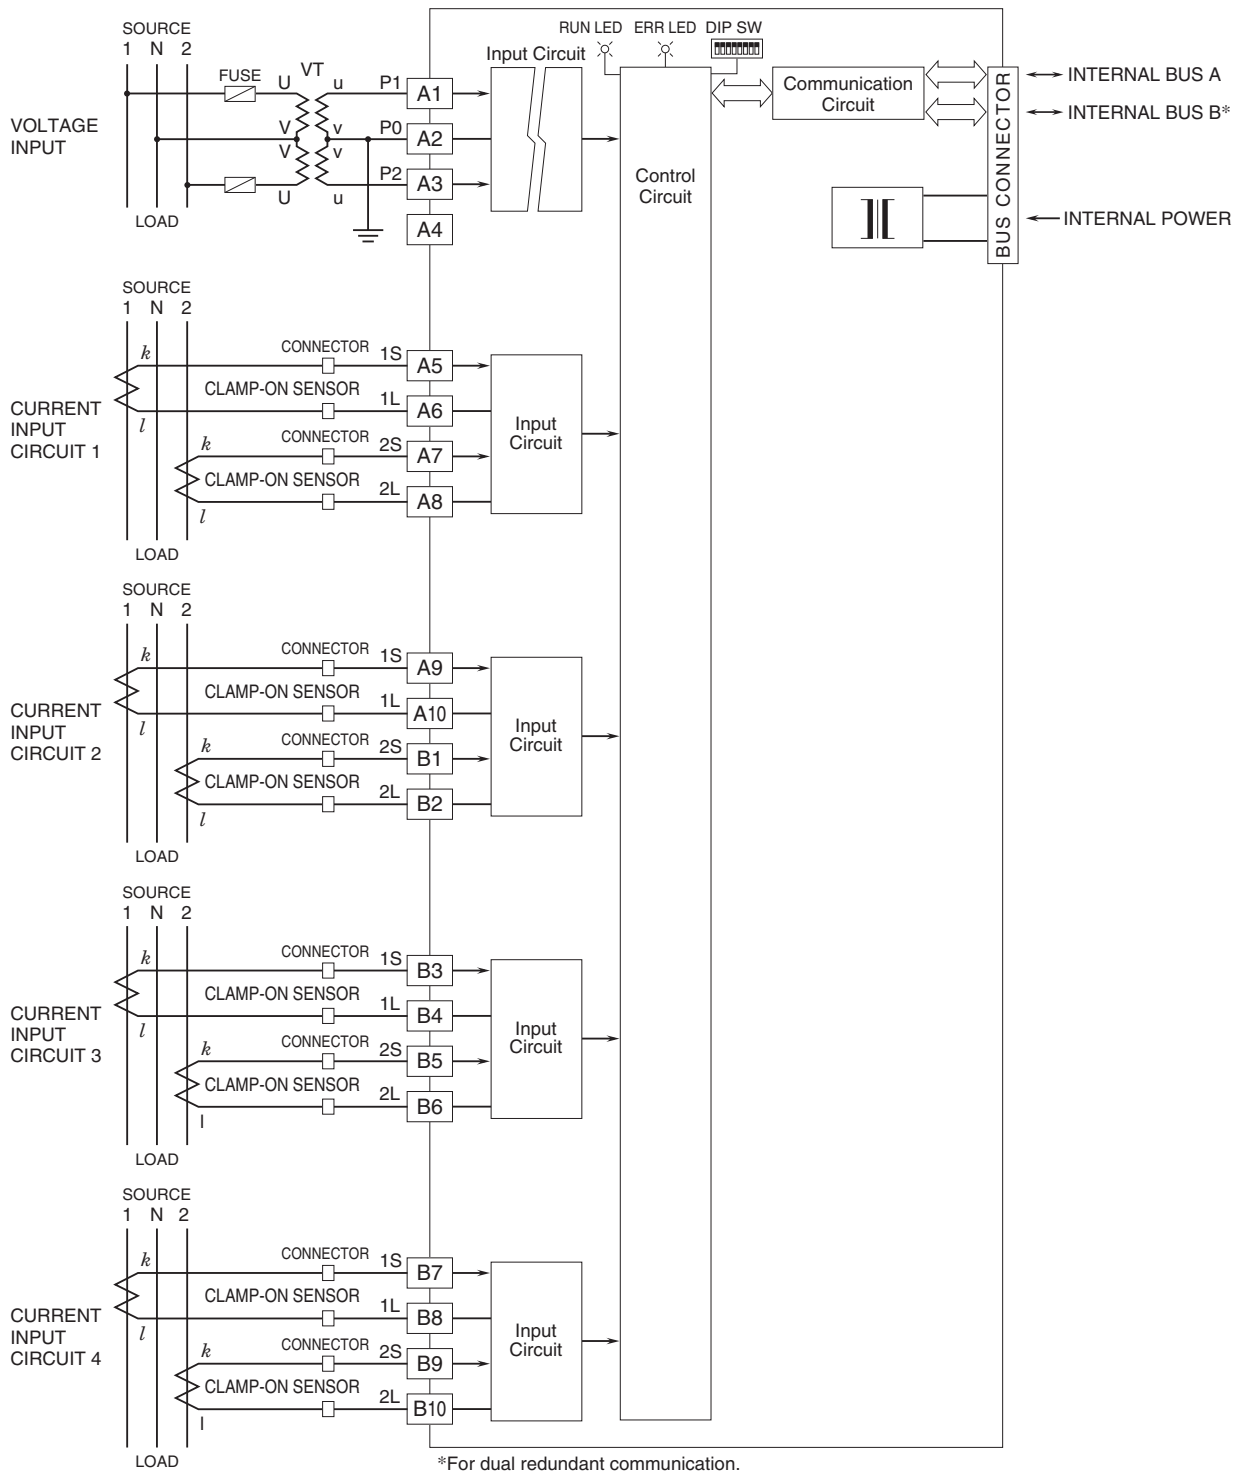 SOURCE
1 N 2
FUSE
VT
U
u
P1
A1
V
v
P0
A2
V
v
P2
A3
U
u
A4
VOLTAGE
INPUT
LOAD
Input Circuit
RUN LED
ERR LED
DIP SW
Control
Circuit
Communication
Circuit
BUS CONNECTOR
INTERNAL BUS A
INTERNAL BUS B*
INTERNAL POWER
SOURCE
1 N 2
CURRENT
INPUT
CIRCUIT 1
k
CONNECTOR
1S
A5
CLAMP-ON SENSOR
l
1L
A6
k
CONNECTOR
2S
A7
CLAMP-ON SENSOR
l
2L
A8
Input
Circuit
LOAD
SOURCE
1 N 2
CURRENT
INPUT
CIRCUIT 2
k
CONNECTOR
1S
A9
CLAMP-ON SENSOR
l
1L
A10
k
CONNECTOR
2S
B1
CLAMP-ON SENSOR
l
2L
B2
Input
Circuit
LOAD
SOURCE
1 N 2
CURRENT
INPUT
CIRCUIT 3
k
CONNECTOR
1S
B3
CLAMP-ON SENSOR
l
1L
B4
k
CONNECTOR
2S
B5
CLAMP-ON SENSOR
l
2L
B6
Input
Circuit
LOAD
SOURCE
1 N 2
CURRENT
INPUT
CIRCUIT 4
k
CONNECTOR
1S
B7
CLAMP-ON SENSOR
l
1L
B8
k
CONNECTOR
2S
B9
CLAMP-ON SENSOR
l
2L
B10
Input
Circuit
LOAD
*For dual redundant communication.